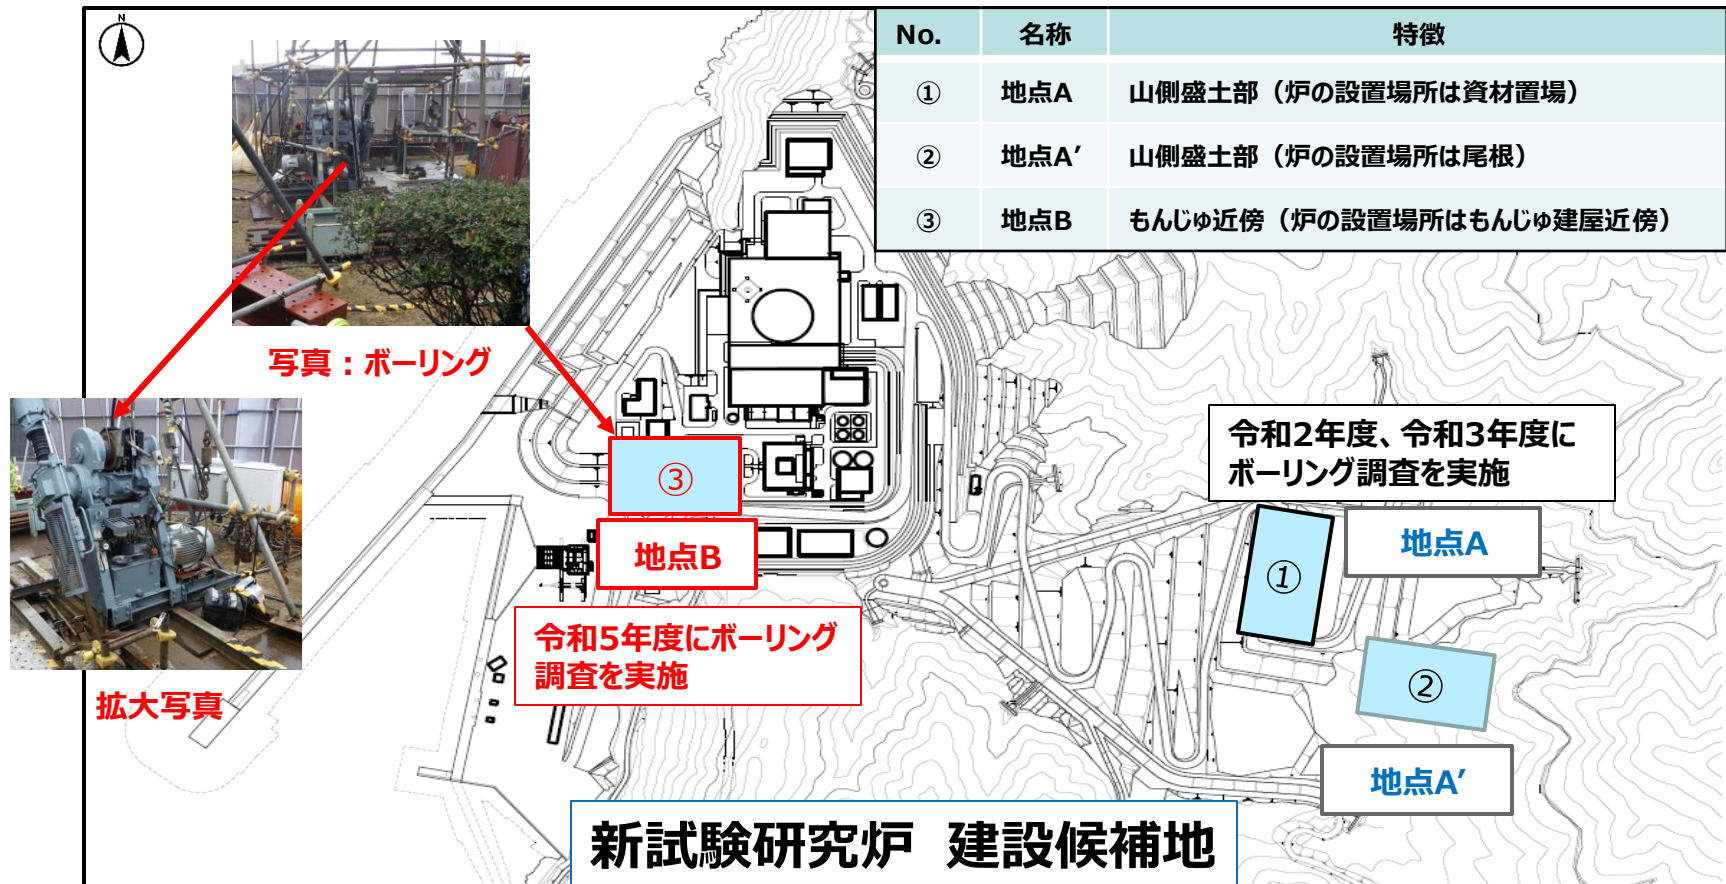 N
No. 名称 特徴
① 地点A 山側盛土部（炉の設置場所は資材置場）
② 地点A′ 山側盛土部（炉の設置場所は尾根）
③ 地点B もんじゅ近傍（炉の設置場所はもんじゅ建屋近傍）
写真：ボーリング
拡大写真
③
地点B
令和5年度にボーリング
調査を実施
令和2年度、令和3年度に
ボーリング調査を実施
①
地点A
②
地点A′
新試験研究炉 建設候補地